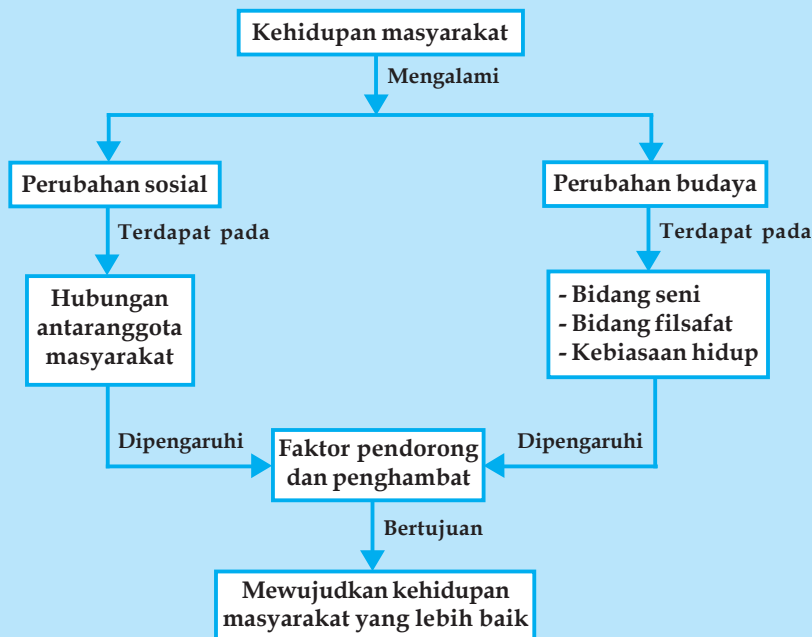 Kehidupan masyarakat
Mengalami
Perubahan sosial
Perubahan budaya
Terdapat pada
Terdapat pada
Hubungan
antaranggota
masyarakat
- Bidang seni
- Bidang filsafat
- Kebiasaan hidup
Dipengaruhi
Faktor pendorong
dan penghambat
Dipengaruhi
Bertujuan
Mewujudkan kehidupan
masyarakat yang lebih baik